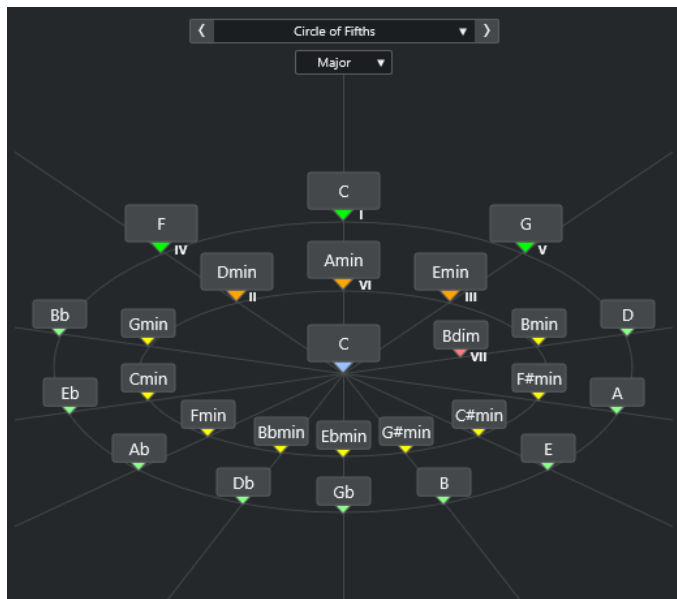 Circle of Fifths
Major
C
I
F
IV
G
V
Amin
VI
Dmin
II
Emin
III
Bb
Gmin
C
Bdim
VII
Bmin
D
Eb
Cmin
F#min
A
Fmin
Bbmin
Ebmin
G#min
C#min
Ab
E
Db
Gb
B